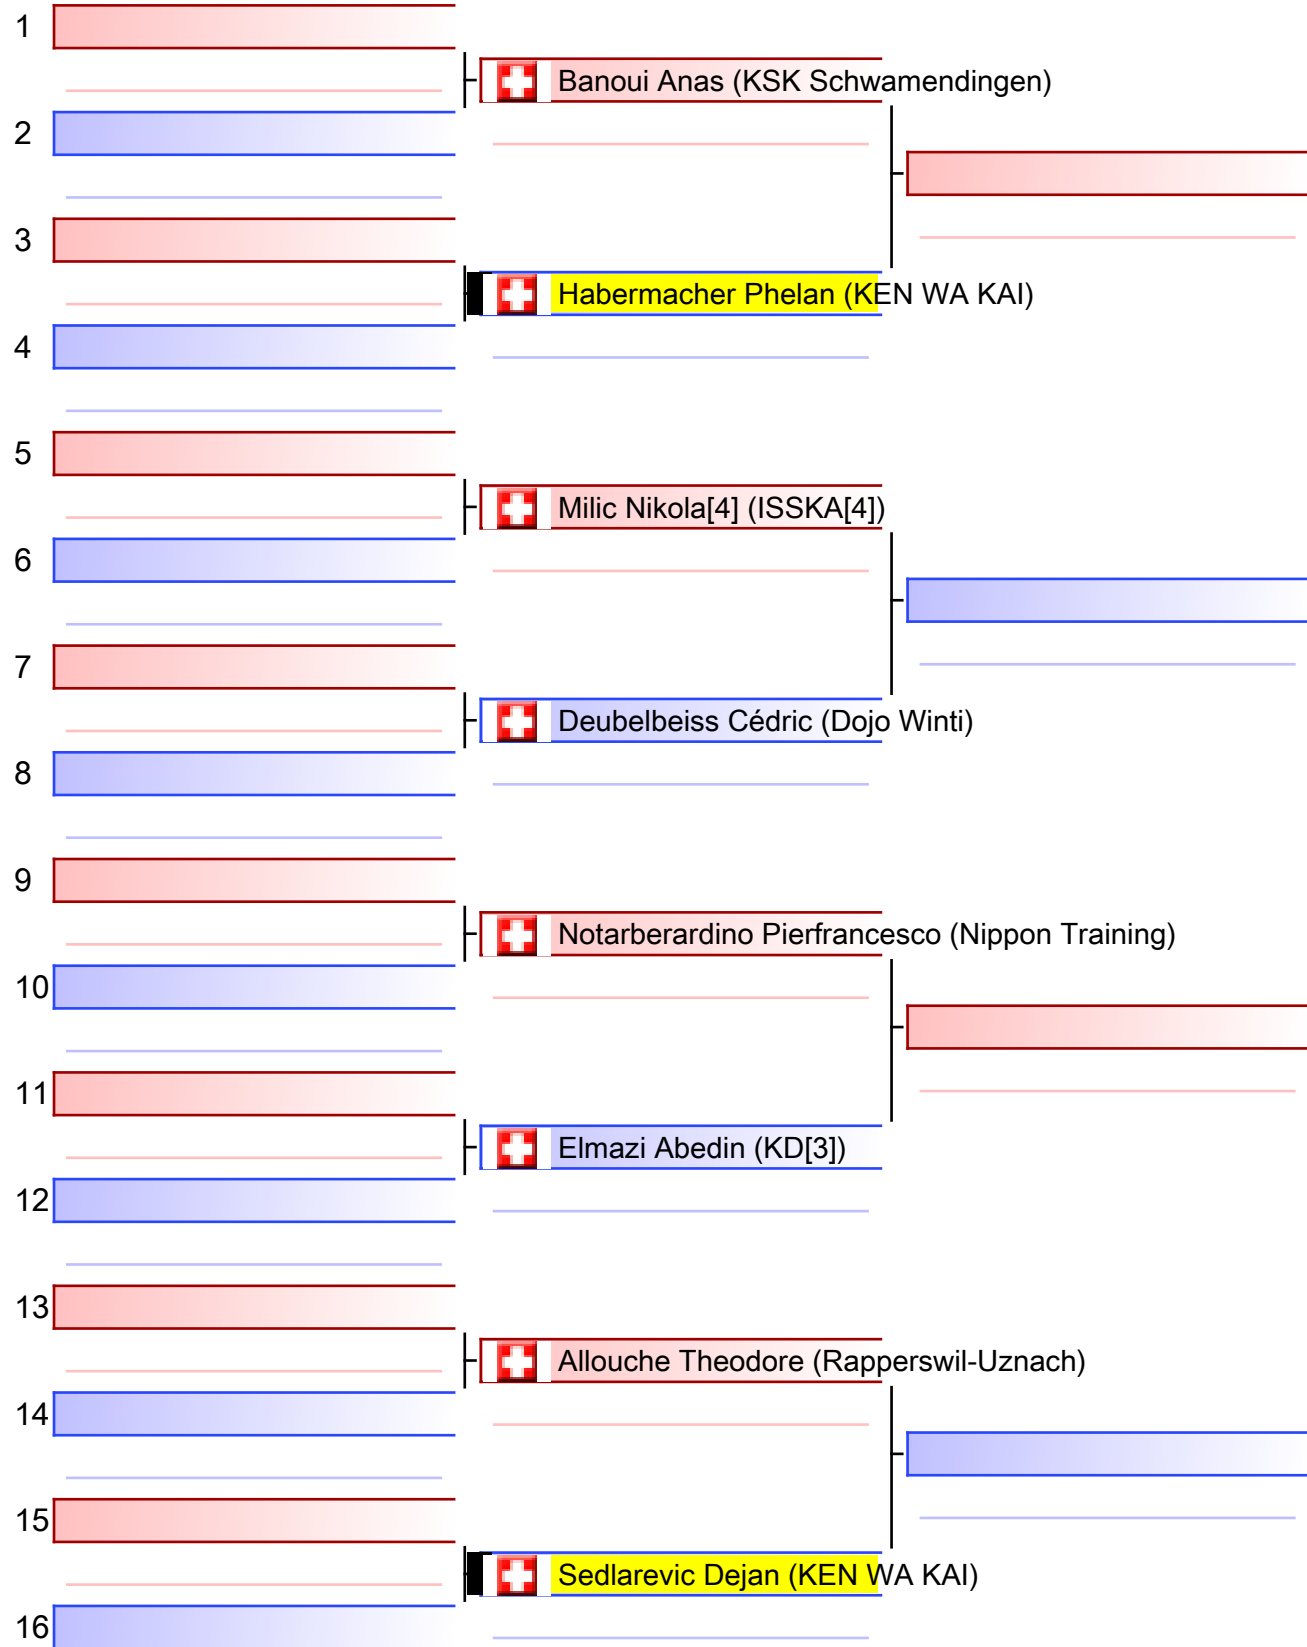 1
Banoui Anas (KSK Schwamendingen)
2
3
Habermacher Phelan (KEN WA KAI)
4
5
Milic Nikola[4] (ISSKA[4])
6
7
Deubelbeiss Cédric (Dojo Winti)
8
9
Notarberardino Pierfrancesco (Nippon Training)
10
11
Elmazi Abedin (KD[3])
12
13
Allouche Theodore (Rapperswil-Uznach)
14
15
Sedlarevic Dejan (KEN WA KAI)
16